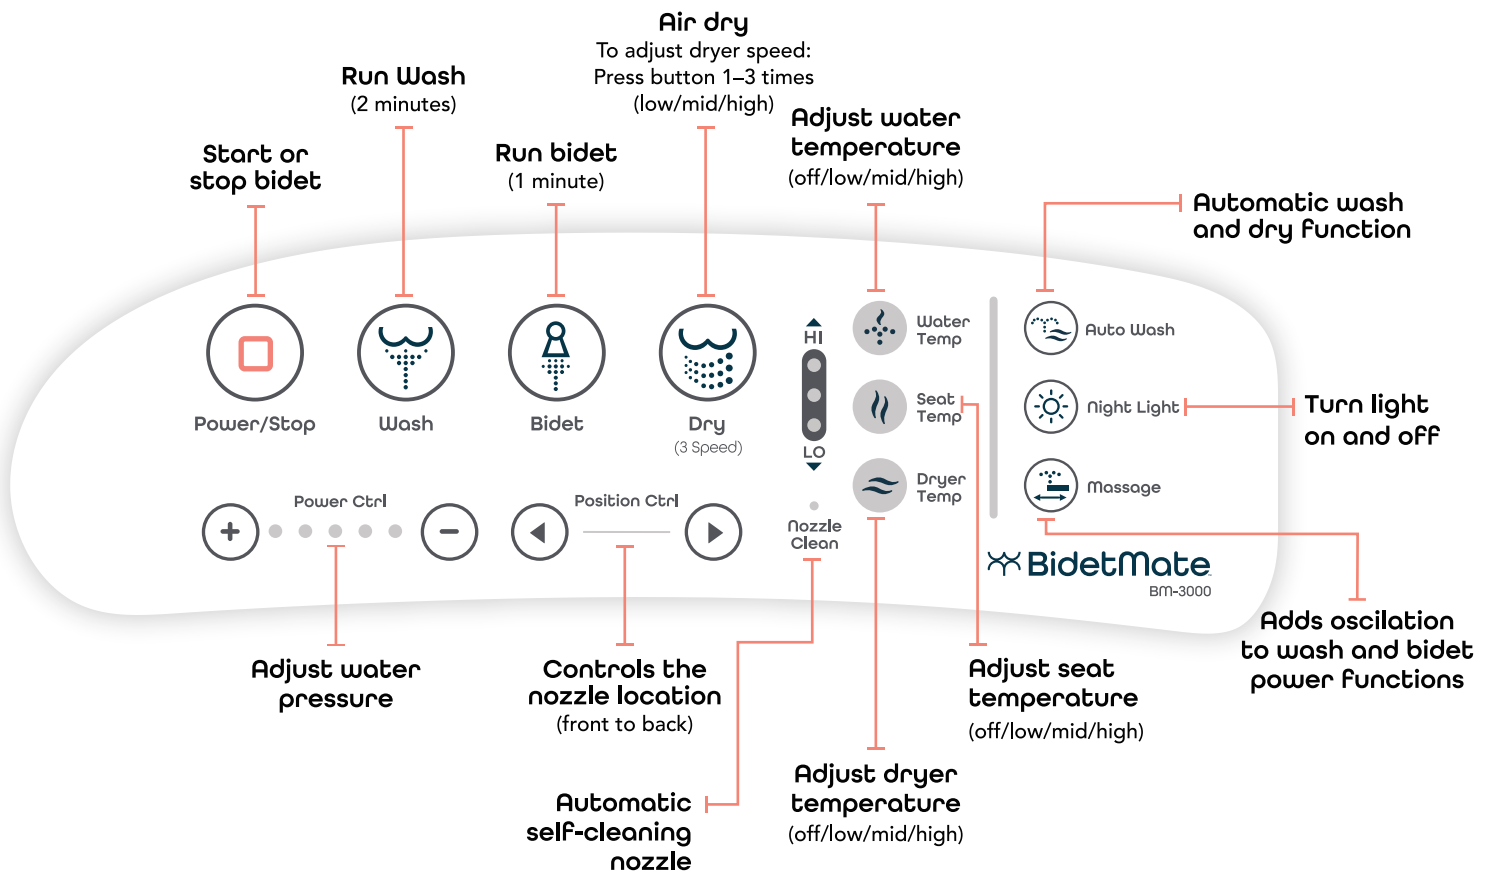 Air dry
To adjust dryer speed:
Press button 1–3 times
(low/mid/high)
Run Wash
(2 minutes)
Start or
stop bidet
Run bidet
(1 minute)
Adjust water
temperature
(off/low/mid/high)
Automatic wash
and dry function
Power/Stop
Wash
Bidet
Dry
(3 Speed)
HI
LO
Water
Temp
Seat
Temp
Dryer
Temp
Auto Wash
Night Light
Massage
Turn light
on and off
Power Ctrl
+
−
Position Ctrl
Nozzle
Clean
BidetMate™
BM-3000
Adjust water
pressure
Controls the
nozzle location
(front to back)
Automatic
self-cleaning
nozzle
Adjust dryer
temperature
(off/low/mid/high)
Adjust seat
temperature
(off/low/mid/high)
Adds oscilation
to wash and bidet
power functions